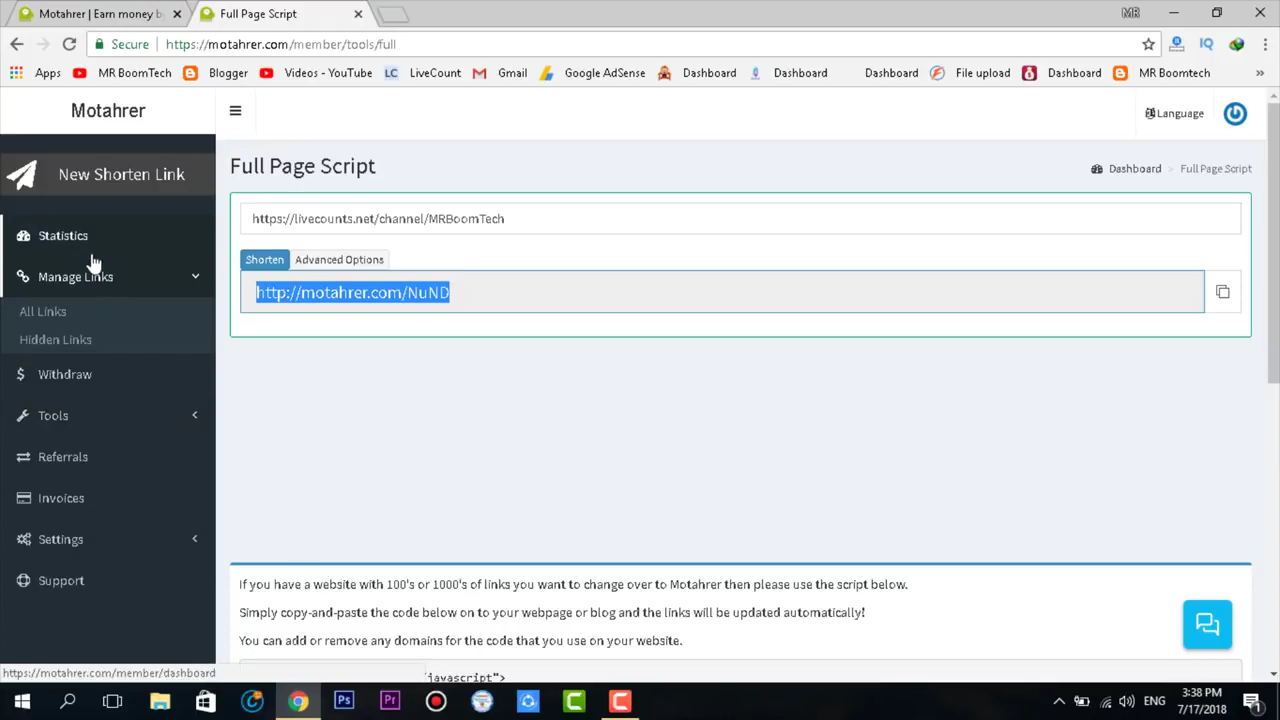 Motahrer | Earn money b
Full Page Script
MR
Secure
https://motahrer.com/member/tools/full
Apps
MR BoomTech
Blogger
Videos - YouTube
LC
LiveCount
Gmail
Google AdSense
Dashboard
Dashboard
Dashboard
File upload
Dashboard
MR Boomtech
»
Motahrer
Language
New Shorten Link
Full Page Script
Dashboard > Full Page Script
Statistics
https://livecounts.net/channel/MRBoomTech
Manage Links
Shorten
Advanced Options
http://motahrer.com/NuND
All Links
Hidden Links
Withdraw
Tools
Referrals
Invoices
Settings
Support
If you have a website with 100's or 1000's of links you want to change over to Motahrer then please use the script below.
Simply copy-and-paste the code below on to your webpage or blog and the links will be updated automatically!
You can add or remove any domains for the code that you use on your website.
https://motahrer.com/member/dashboard
/javascript">
Ps
Pr
ENG
3:38 PM
7/17/2018
1